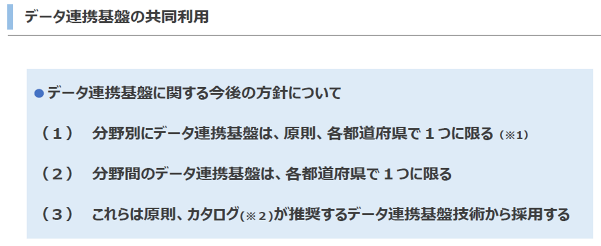 データ連携基盤の共同利用
●データ連携基盤に関する今後の方針について
（１） 分野別にデータ連携基盤は、原則、各都道府県で１つに限る（※1）
（２） 分野間のデータ連携基盤は、各都道府県で１つに限る
（３） これらは原則、カタログ(※２)が推奨するデータ連携基盤技術から採用する